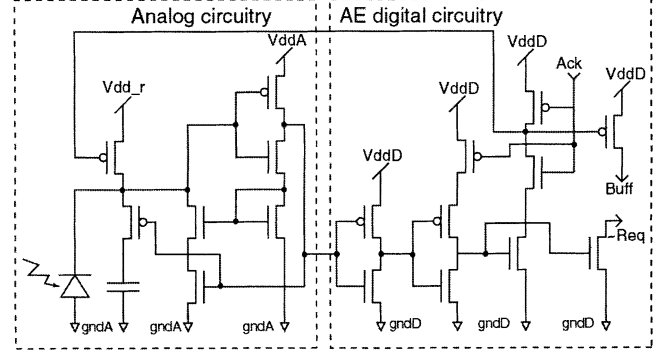 Analog circuitry
AE digital circuitry
VddA
VddD
Ack
Vdd_r
VddD
VddD
VddD
Buff
~Req
gndA
gndA
gndA
gndD
gndD
gndD